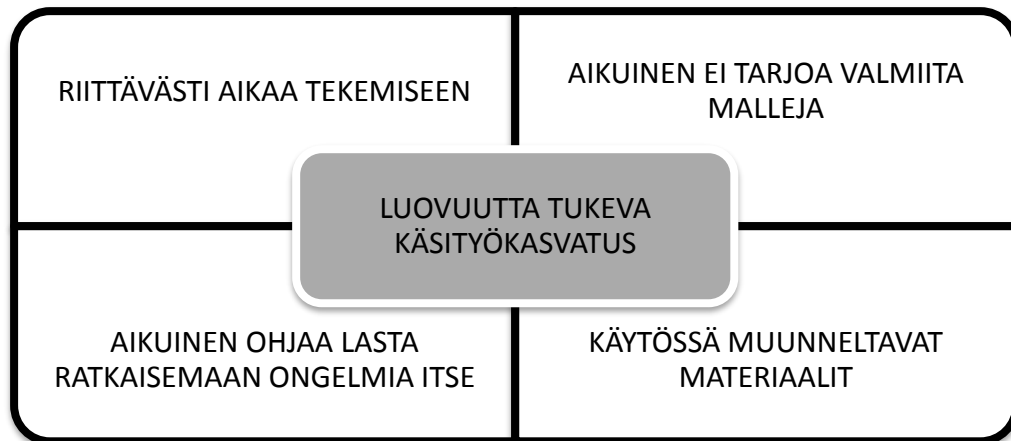 RIITTÄVÄSTI AIKAA TEKEMISEEN
AIKUINEN EI TARJOA VALMIITA
MALLEJA
LUOVUUTTA TUKEVA
KÄSITYÖKASVATUS
AIKUINEN OHJAA LASTA
RATKAISEMAAN ONGELMIA ITSE
KÄYTÖSSÄ MUUNNELTAVAT
MATERIAALIT